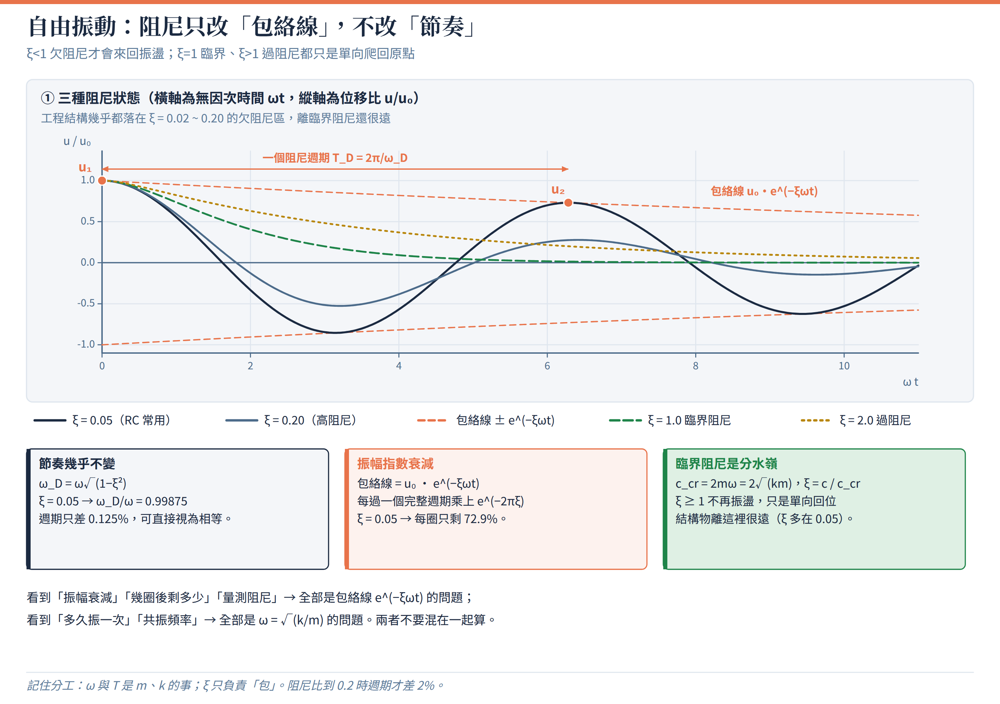 自由振動：阻尼只改「包絡線」，不改「節奏」
ξ<1 欠阻尼才會來回振盪；ξ=1 臨界、ξ>1 過阻尼都只是單向爬回原點
① 三種阻尼狀態（橫軸為無因次時間 ωt，縱軸為位移比 u/u₀）
工程結構幾乎都落在 ξ = 0.02 ~ 0.20 的欠阻尼區，離臨界阻尼還很遠
u / u₀
一個阻尼週期 T_D = 2π/ω_D
u₁
1.0
u₂
包絡線 u₀・e^(−ξωt)
0.5
0.0
-0.5
-1.0
0 2 4 6 8 10
ω t
ξ = 0.05（RC 常用） ξ = 0.20（高阻尼） 包絡線 ± e^(−ξωt) ξ = 1.0 臨界阻尼 ξ = 2.0 過阻尼
節奏幾乎不變
ω_D = ω√(1−ξ²)
ξ = 0.05 → ω_D/ω = 0.99875
週期只差 0.125%，可直接視為相等。
振幅指數衰減
包絡線 = u₀ ・ e^(−ξωt)
每過一個完整週期乘上 e^(−2πξ)
ξ = 0.05 → 每圈只剩 72.9%。
臨界阻尼是分水嶺
c_cr = 2mω = 2√(km)，ξ = c / c_cr
ξ ≥ 1 不再振盪，只是單向回位
結構物離這裡很遠（ξ 多在 0.05）。
看到「振幅衰減」「幾圈後剩多少」「量測阻尼」→ 全部是包絡線 e^(−ξωt) 的問題；
看到「多久振一次」「共振頻率」→ 全部是 ω = √(k/m) 的問題。兩者不要混在一起算。
記住分工：ω 與 T 是 m、k 的事；ξ 只負責「包」。阻尼比到 0.2 時週期才差 2%。